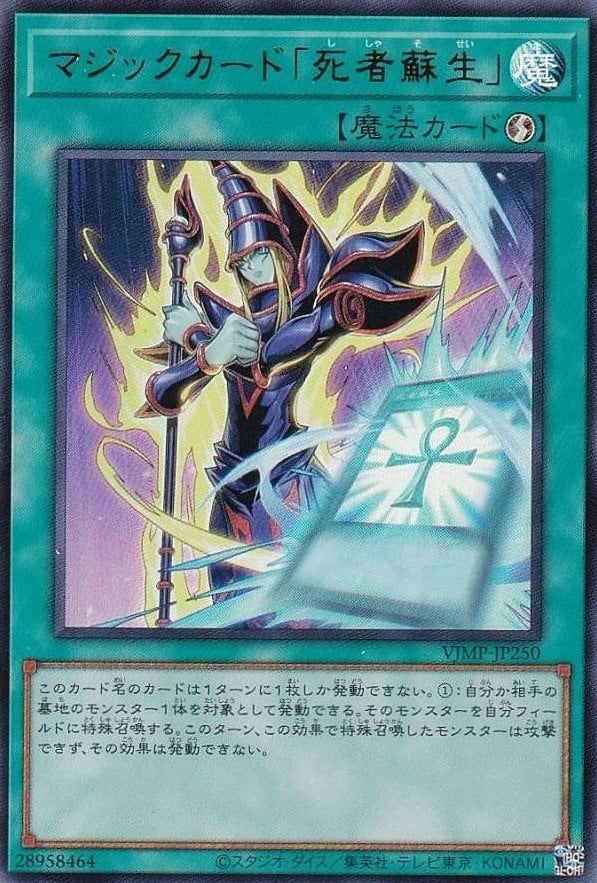 マジックカード「死者蘇生」魔
【魔法カード】
VJMP-JP250
このカード名のカードは１ターンに１枚しか発動できない。①：自分か相手の
墓地のモンスター１体を対象として発動できる。そのモンスターを自分フィー
ルドに特殊召喚する。このターン、この効果で特殊召喚したモンスターは攻撃
できず、その効果は発動できない。
28958464
©スタジオ・ダイス／集英社・テレビ東京・KONAMI